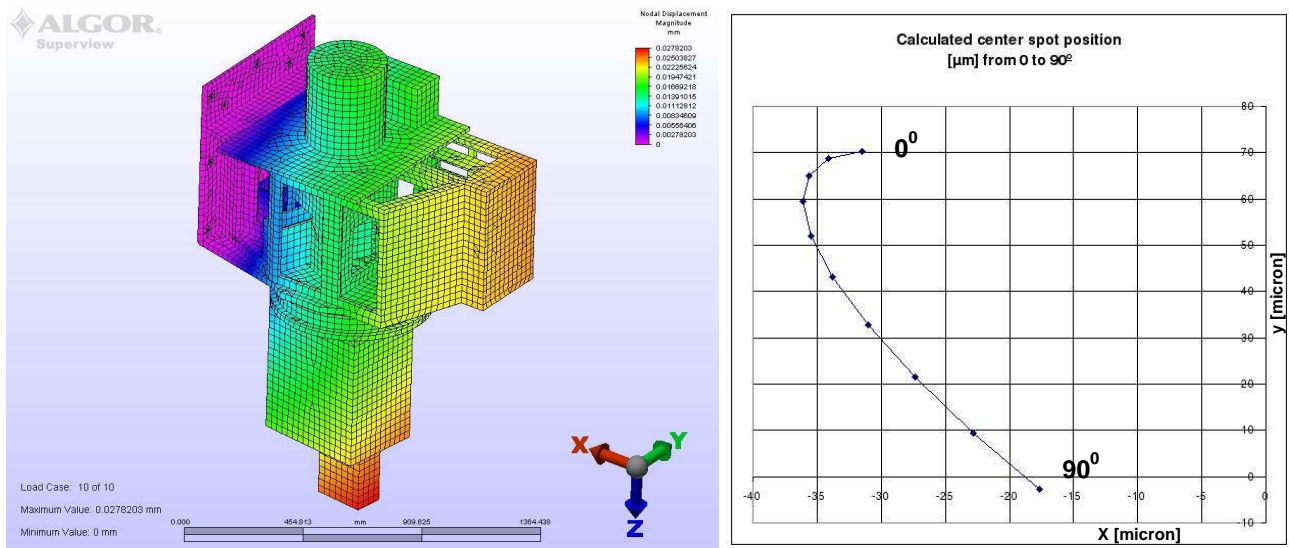 ALGOR.
Superview
Nodal Displacement
Magnitude
mm
0.0278203
0.02503827
0.02225624
0.01947421
0.01669218
0.01391015
0.01112812
0.00834609
0.00556406
0.00278203
0
X
Y
Z
Load Case: 10 of 10
Maximum Value: 0.0278203 mm
Minimum Value: 0 mm
0.000 454.813 mm 909.625 1364.438
Calculated center spot position
[µm] from 0 to 90º
80
70
60
50
40
30
20
10
0
-10
0⁰
90⁰
y [micron]
-40 -35 -30 -25 -20 -15 -10 -5 0
X [micron]